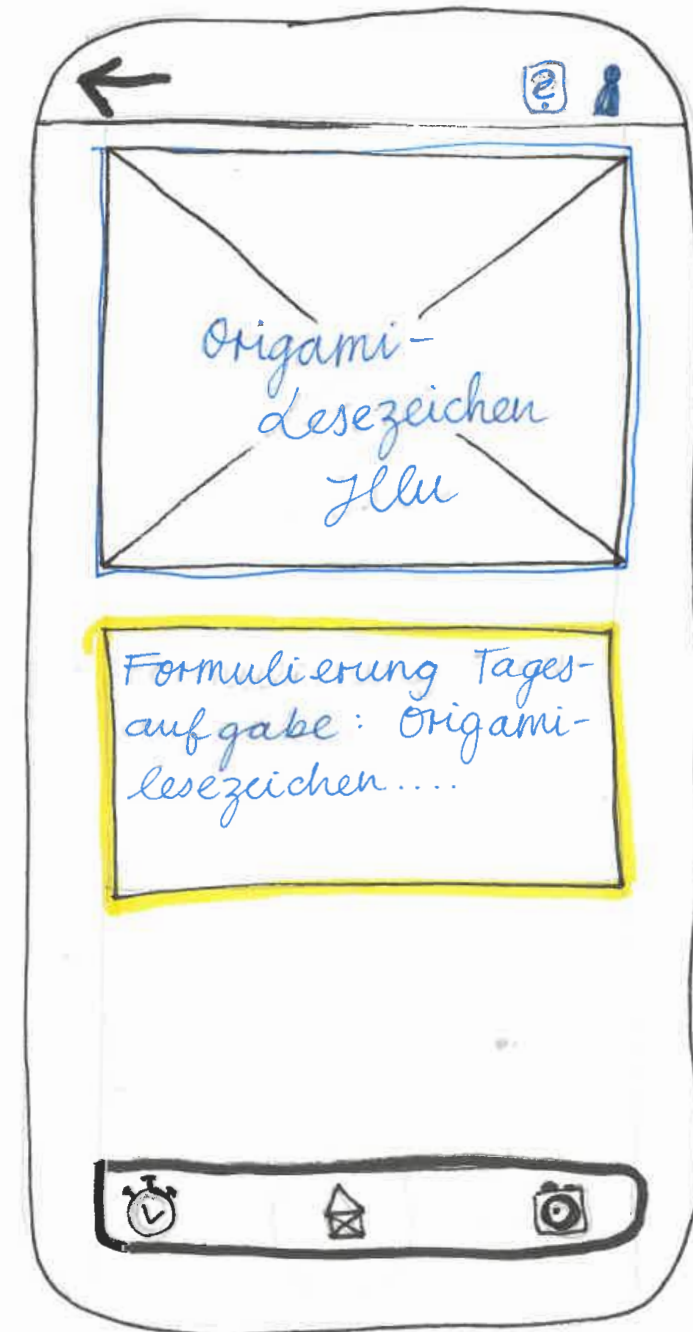 Origami-
Lesezeichen
Illu
Formulierung Tages-
aufgabe: Origami-
lesezeichen....